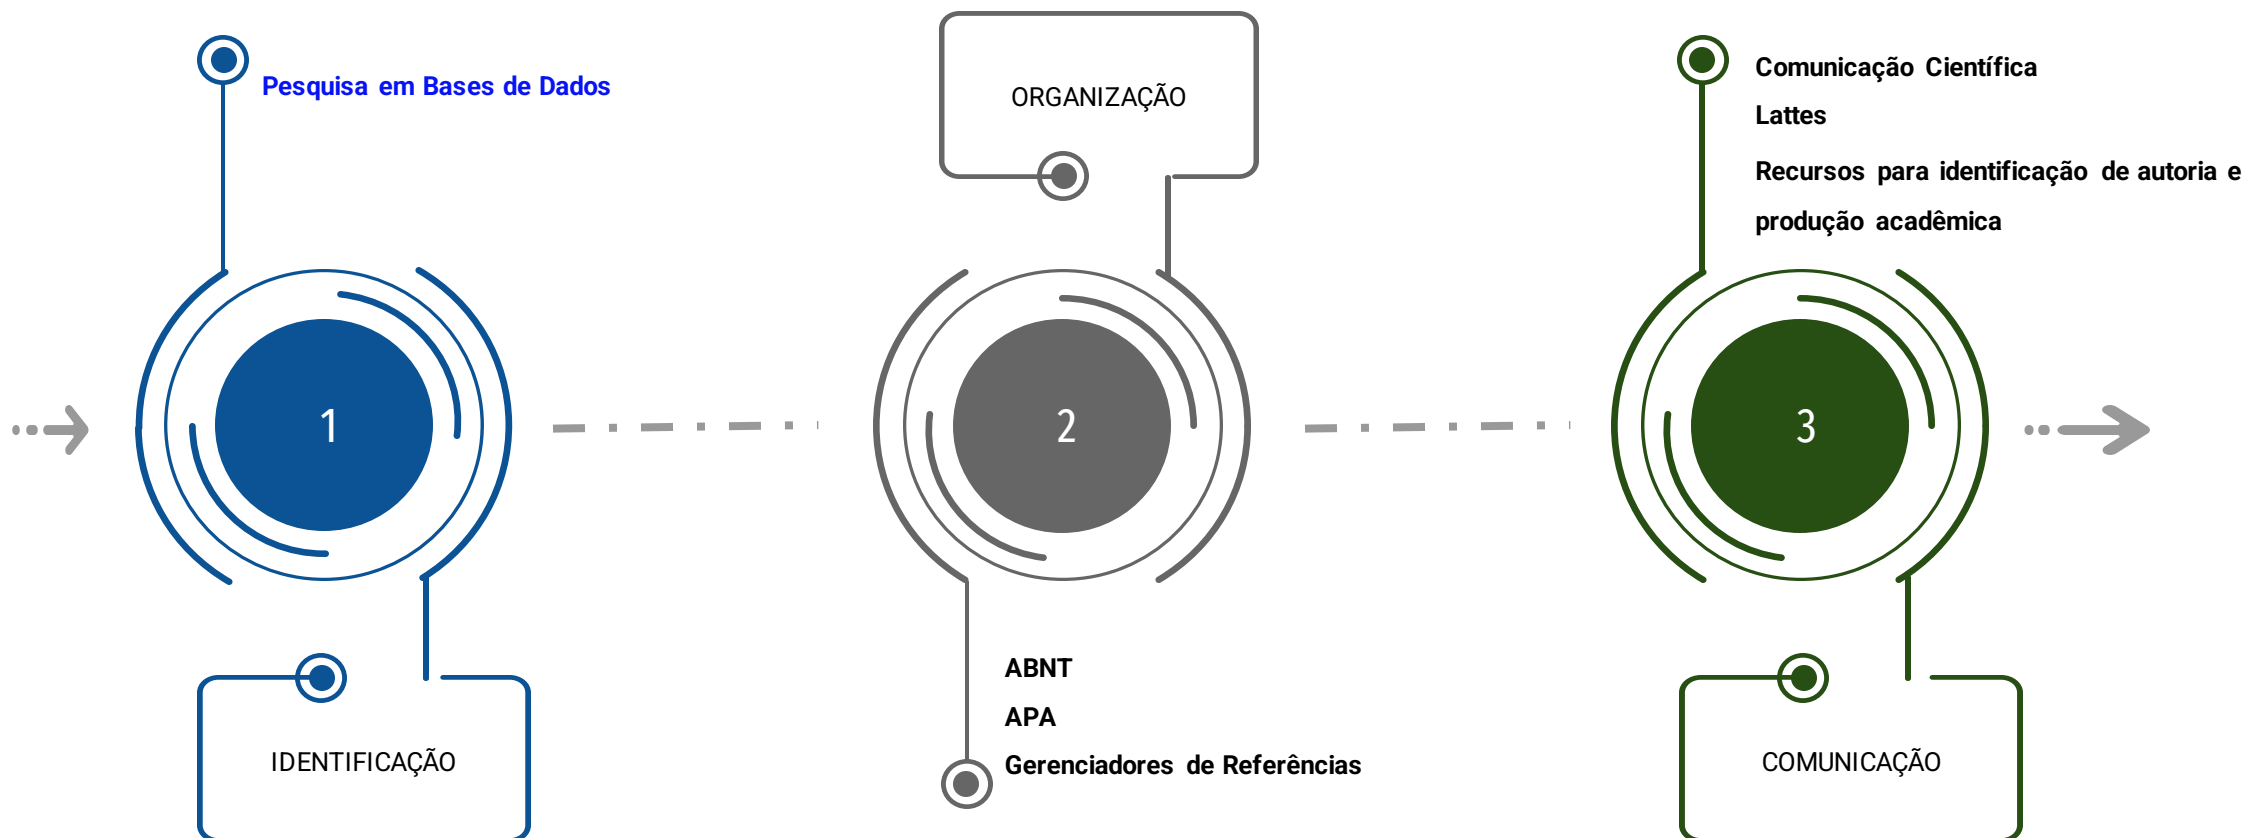 Pesquisa em Bases de Dados
1
IDENTIFICAÇÃO
ORGANIZAÇÃO
2
ABNT
APA
Gerenciadores de Referências
Comunicação Científica
Lattes
Recursos para identificação de autoria e
produção acadêmica
3
COMUNICAÇÃO